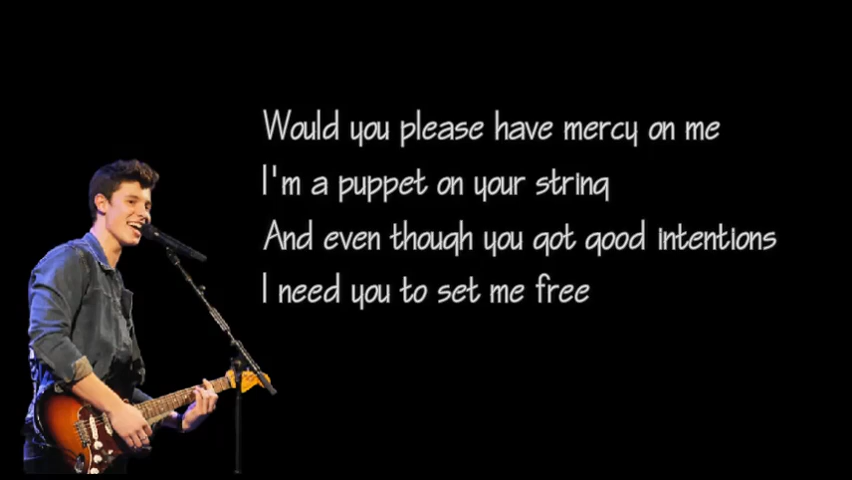 Would you please have mercy on me
I'm a puppet on your string
And even though you got good intentions
I need you to set me free